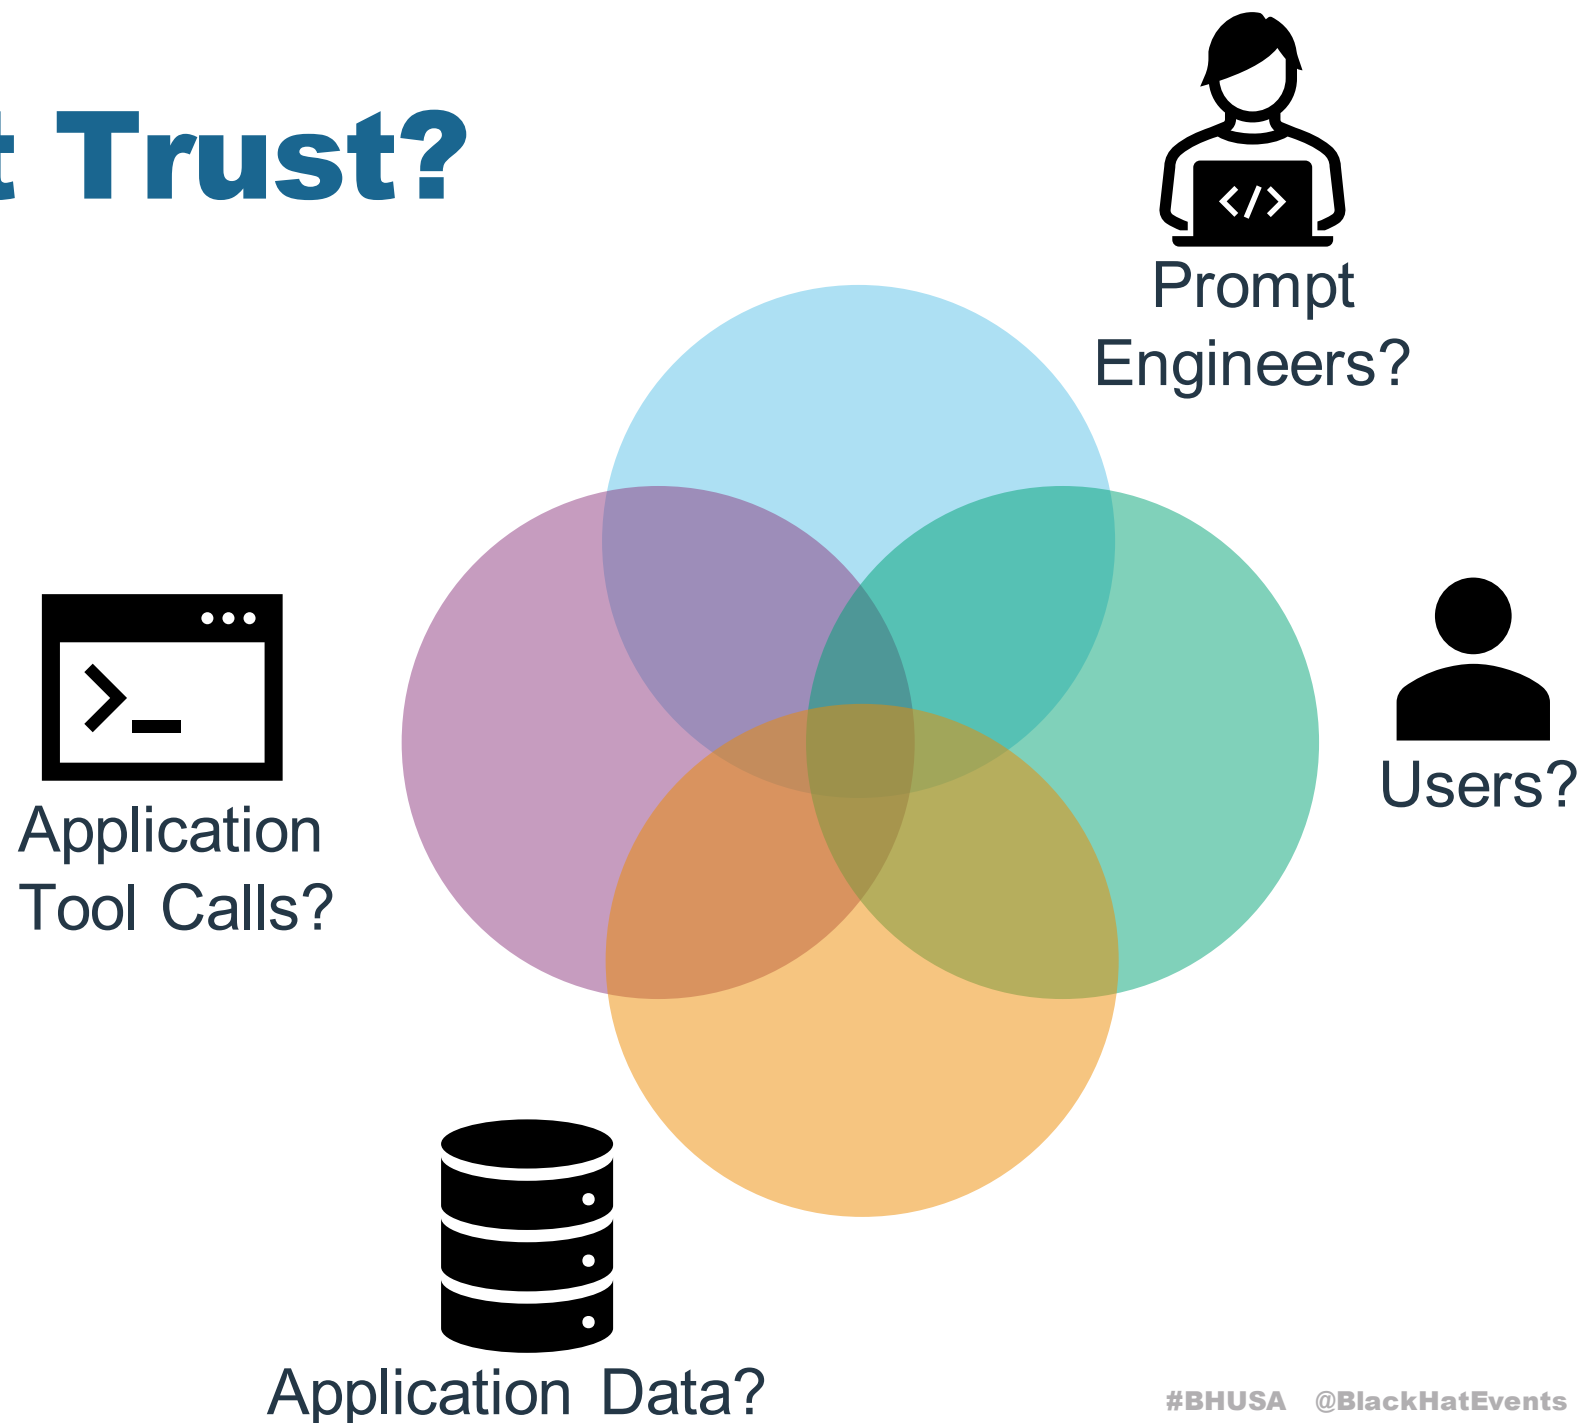 t Trust?
Prompt
Engineers?
Users?
Application
Tool Calls?
Application Data?
#BHUSA @BlackHatEvents